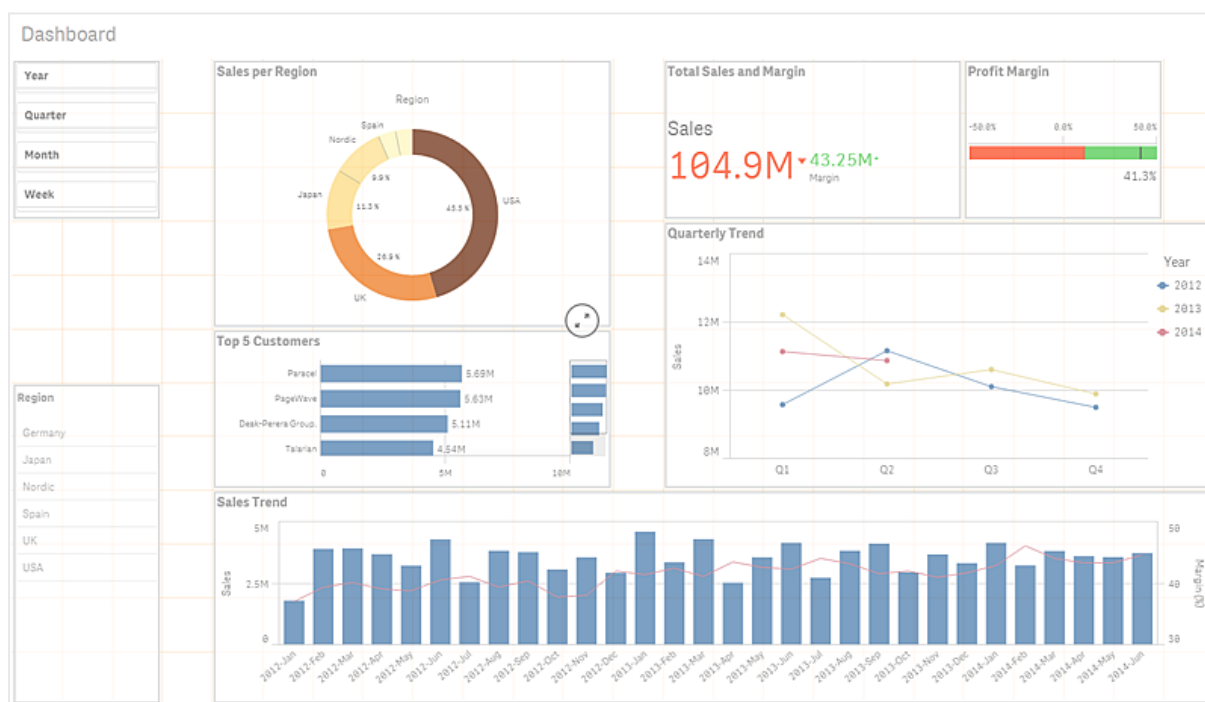 Dashboard
Year
Quarter
Month
Week
Region
Germany
Japan
Nordic
Spain
UK
USA
Sales per Region
Region
Spain
Nordic
9.9%
Japan
11.3%
45.5%
USA
26.9%
UK
Top 5 Customers
Paracel
5.69M
PageWave
5.63M
Desk-Perera Group.
5.11M
Talarian
4.54M
0 5M 10M
Total Sales and Margin
Sales
104.9M
43.25M
Margin
Profit Margin
-50.0% 0.0% 50.0%
41.3%
Quarterly Trend
14M
12M
10M
8M
Sales
Q1 Q2 Q3 Q4
Year
2012
2013
2014
Sales Trend
5M
2.5M
0
Sales
50
40
30
Margin (%)
2012-Jan 2012-Feb 2012-Mar 2012-Apr 2012-May 2012-Jun 2012-Jul 2012-Aug 2012-Sep 2012-Oct 2012-Nov 2012-Dec 2013-Jan 2013-Feb 2013-Mar 2013-Apr 2013-May 2013-Jun 2013-Jul 2013-Aug 2013-Sep 2013-Oct 2013-Nov 2013-Dec 2014-Jan 2014-Feb 2014-Mar 2014-Apr 2014-May 2014-Jun